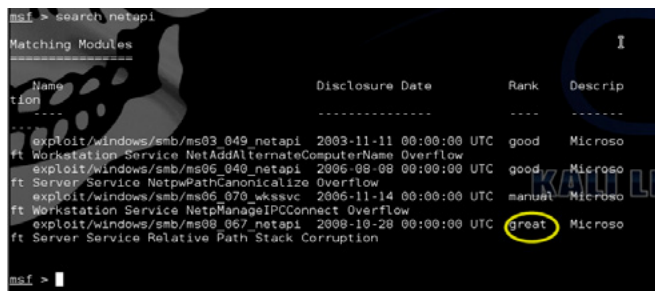 msf > search netapi
Matching Modules
================
Name Disclosure Date Rank Descrip
tion
---- --------------- ---- -------
----
exploit/windows/smb/ms03_049_netapi 2003-11-11 00:00:00 UTC good Microso
ft Workstation Service NetAddAlternateComputerName Overflow
exploit/windows/smb/ms06_040_netapi 2006-08-08 00:00:00 UTC good Microso
ft Server Service NetpwPathCanonicalize Overflow
exploit/windows/smb/ms06_070_wkssvc 2006-11-14 00:00:00 UTC manual Microso
ft Workstation Service NetpManageIPCConnect Overflow
exploit/windows/smb/ms08_067_netapi 2008-10-28 00:00:00 UTC great Microso
ft Server Service Relative Path Stack Corruption
msf >
KALI LI